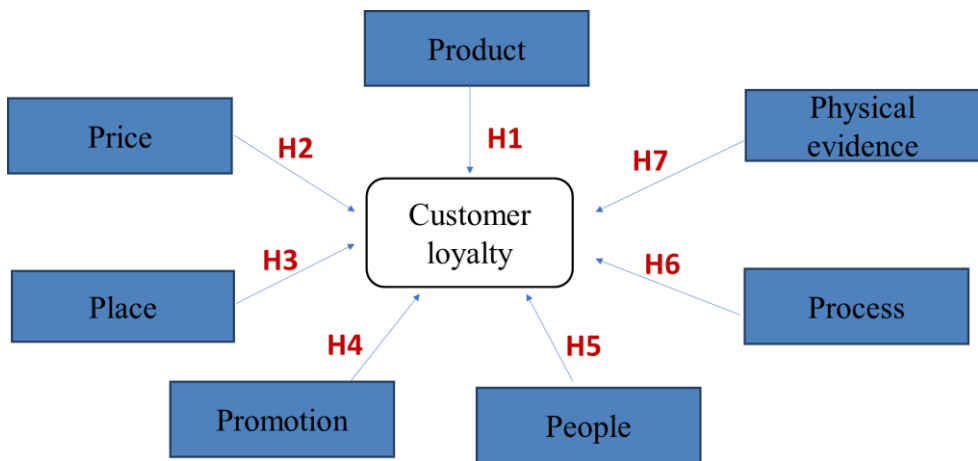 Product
Price
Physical
evidence
H2
H1
H7
Customer
loyalty
H3
H6
Place
Process
H4
H5
Promotion
People